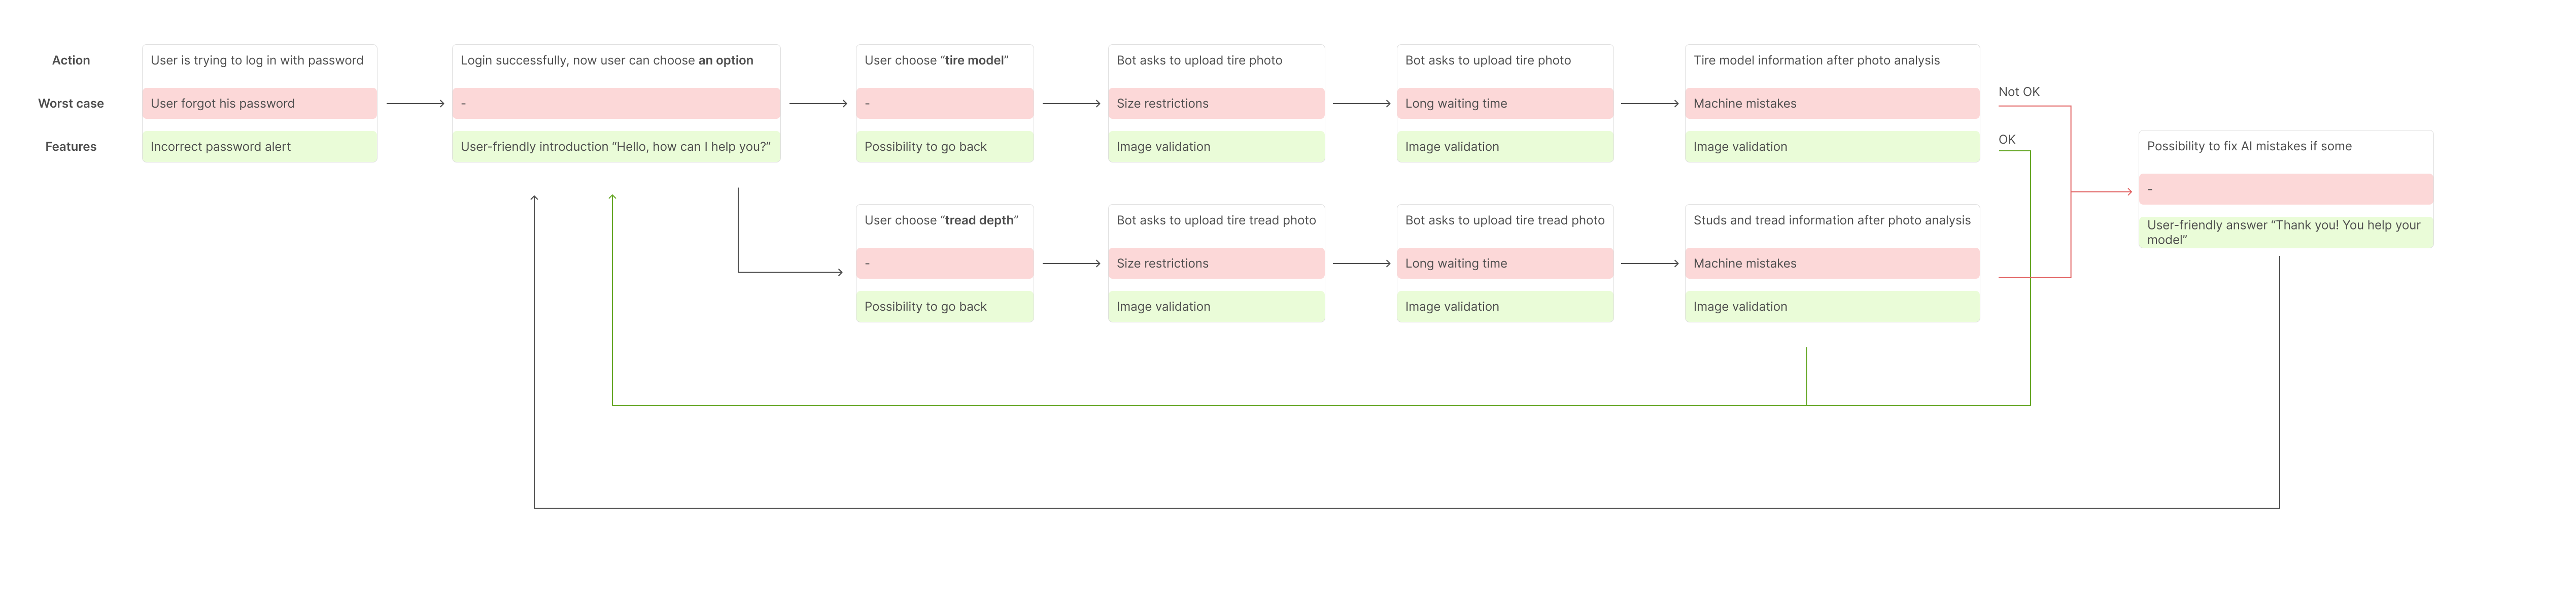 Action
User is trying to log in with password
Login successfully, now user can choose an option
User choose “tire model”
Bot asks to upload tire photo
Bot asks to upload tire photo
Tire model information after photo analysis
Worst case
User forgot his password
-
-
Size restrictions
Long waiting time
Machine mistakes
Not OK
Features
Incorrect password alert
User-friendly introduction “Hello, how can I help you?”
Possibility to go back
Image validation
Image validation
Image validation
OK
Possibility to fix AI mistakes if some
-
User-friendly answer “Thank you! You help your
model”
User choose “tread depth”
Bot asks to upload tire tread photo
Bot asks to upload tire tread photo
Studs and tread information after photo analysis
-
Size restrictions
Long waiting time
Machine mistakes
Possibility to go back
Image validation
Image validation
Image validation